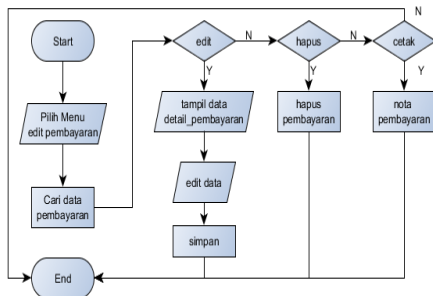 N
Start
edit
N
hapus
N
cetak
Y
Y
Y
Pilih Menu
edit pembayaran
tampil data
detail_pembayaran
hapus
pembayaran
nota
pembayaran
Cari data
pembayaran
edit data
simpan
End